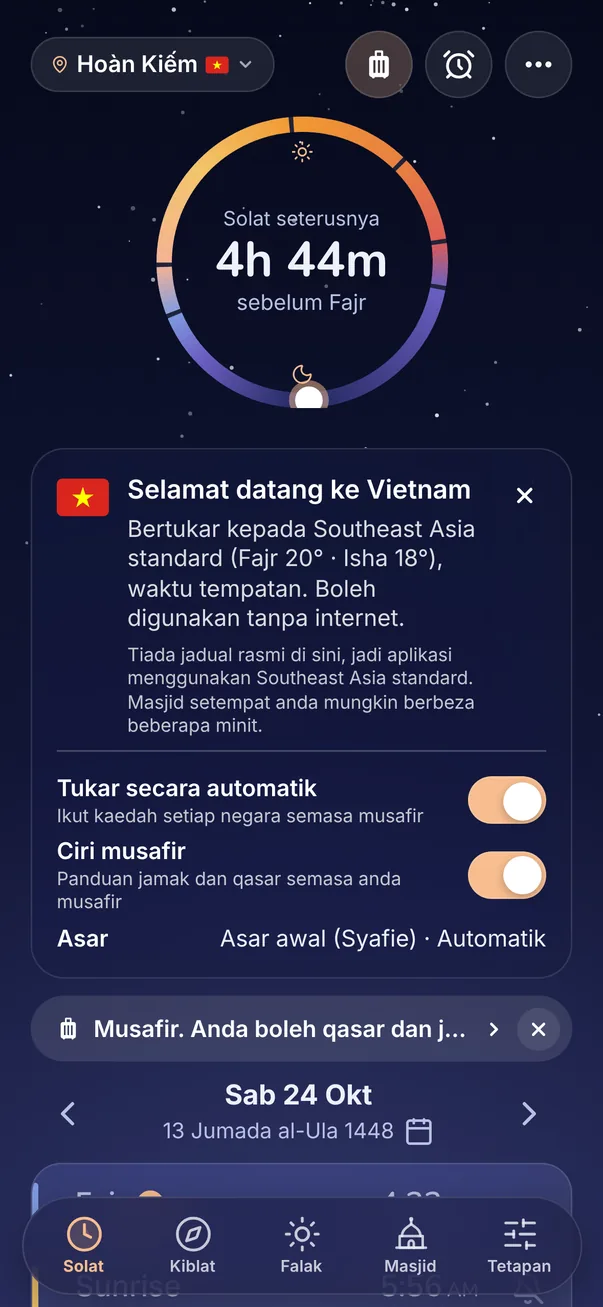 Hoàn Kiếm
Solat seterusnya
4h 44m
sebelum Fajr
Selamat datang ke Vietnam
Bertukar kepada Southeast Asia
standard (Fajr 20° · Isha 18°),
waktu tempatan. Boleh
digunakan tanpa internet.
Tiada jadual rasmi di sini, jadi aplikasi
menggunakan Southeast Asia standard.
Masjid setempat anda mungkin berbeza
beberapa minit.
Tukar secara automatik
Ikut kaedah setiap negara semasa musafir
Ciri musafir
Panduan jamak dan qasar semasa anda
musafir
Asar Asar awal (Syafie) · Automatik
Musafir. Anda boleh qasar dan j...
Sab 24 Okt
13 Jumada al-Ula 1448
Solat Kiblat Falak Masjid Tetapan
Sunrise 5:56 AM